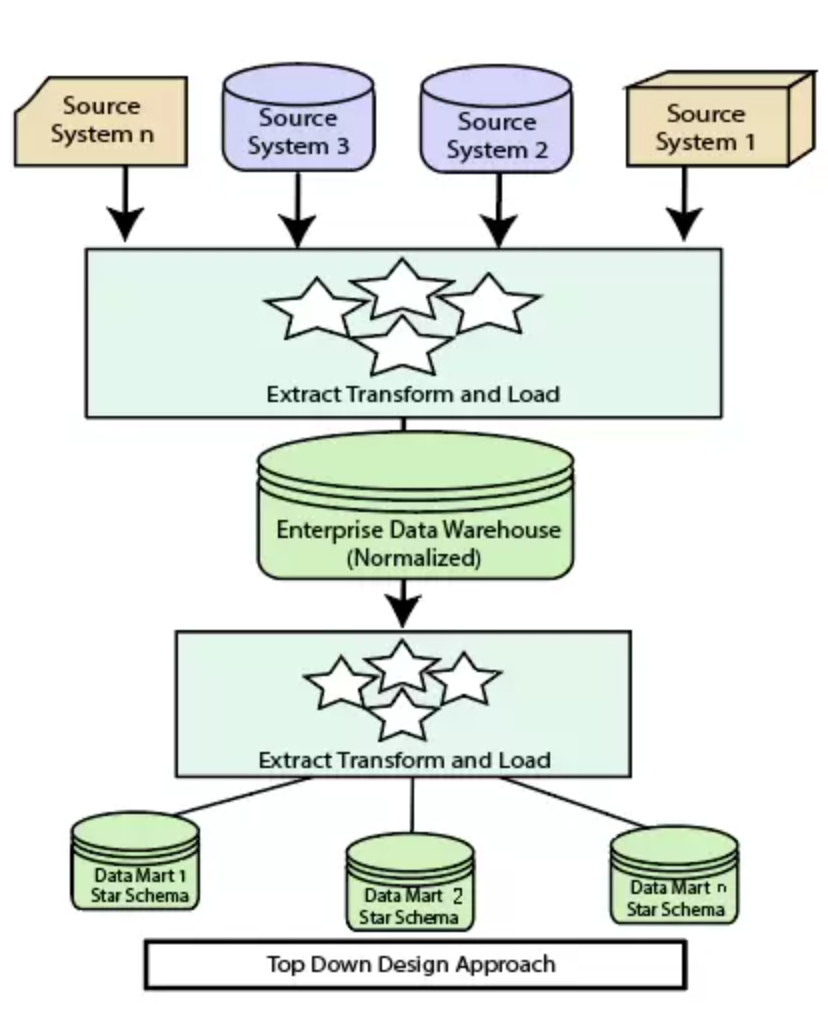 Source
System n
Source
System 3
Source
System 2
Source
System 1
Extract Transform and Load
Enterprise Data Warehouse
(Normalized)
Extract Transform and Load
Data Mart 1
Star Schema
Data Mart 2
Star Schema
Data Mart n
Star Schema
Top Down Design Approach